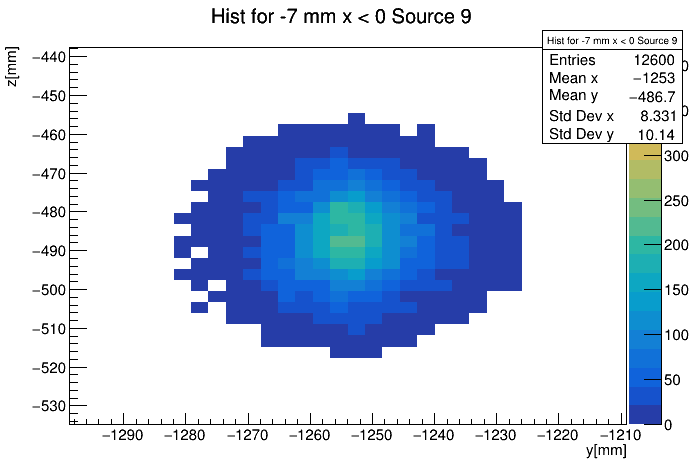 Hist for -7 mm x < 0 Source 9
Hist for -7 mm x < 0 Source 9
Entries 12600
Mean x −1253
Mean y −486.7
Std Dev x 8.331
Std Dev y 10.14
z[mm]
−440
−450
−460
−470
−480
−490
−500
−510
−520
−530
−1290
−1280
−1270
−1260
−1250
−1240
−1230
−1220
−1210
y[mm]
300
250
200
150
100
50
0